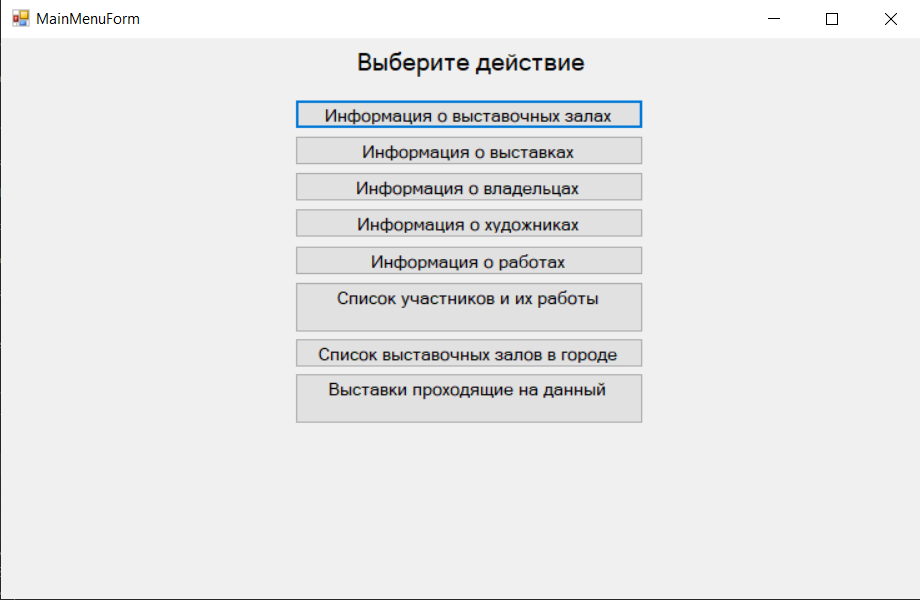 MainMenuForm
Выберите действие
Информация о выставочных залах
Информация о выставках
Информация о владельцах
Информация о художниках
Информация о работах
Список участников и их работы
Список выставочных залов в городе
Выставки проходящие на данный